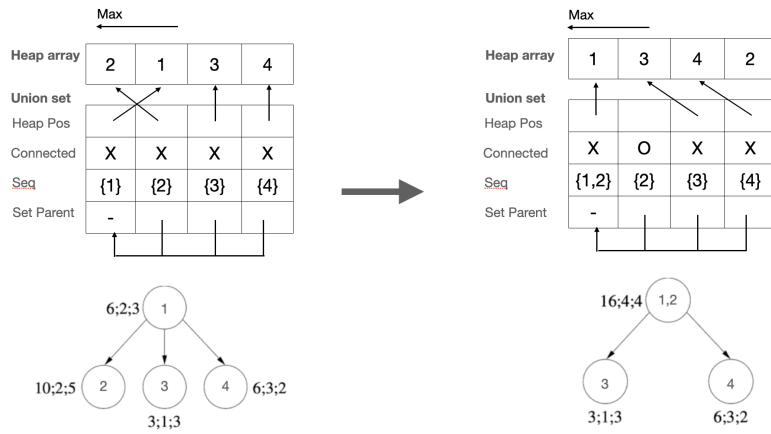 Max
Heap array 2 1 3 4
Union set
Heap Pos
Connected X X X X
Seq {1} {2} {3} {4}
Set Parent -
6;2;3 1
10;2;5 2 3 4 6;3;2
3;1;3
Max
Heap array 1 3 4 2
Union set
Heap Pos
Connected X O X X
Seq {1,2} {2} {3} {4}
Set Parent -
16;4;4 1,2
3 4
3;1;3 6;3;2